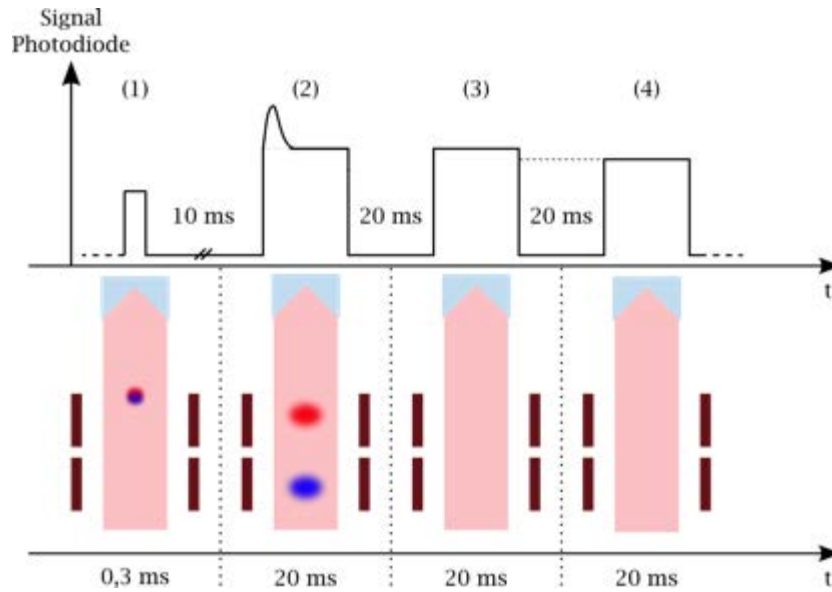 Signal
Photodiode
(1)
(2)
(3)
(4)
10 ms
20 ms
20 ms
t
0,3 ms
20 ms
20 ms
20 ms
t